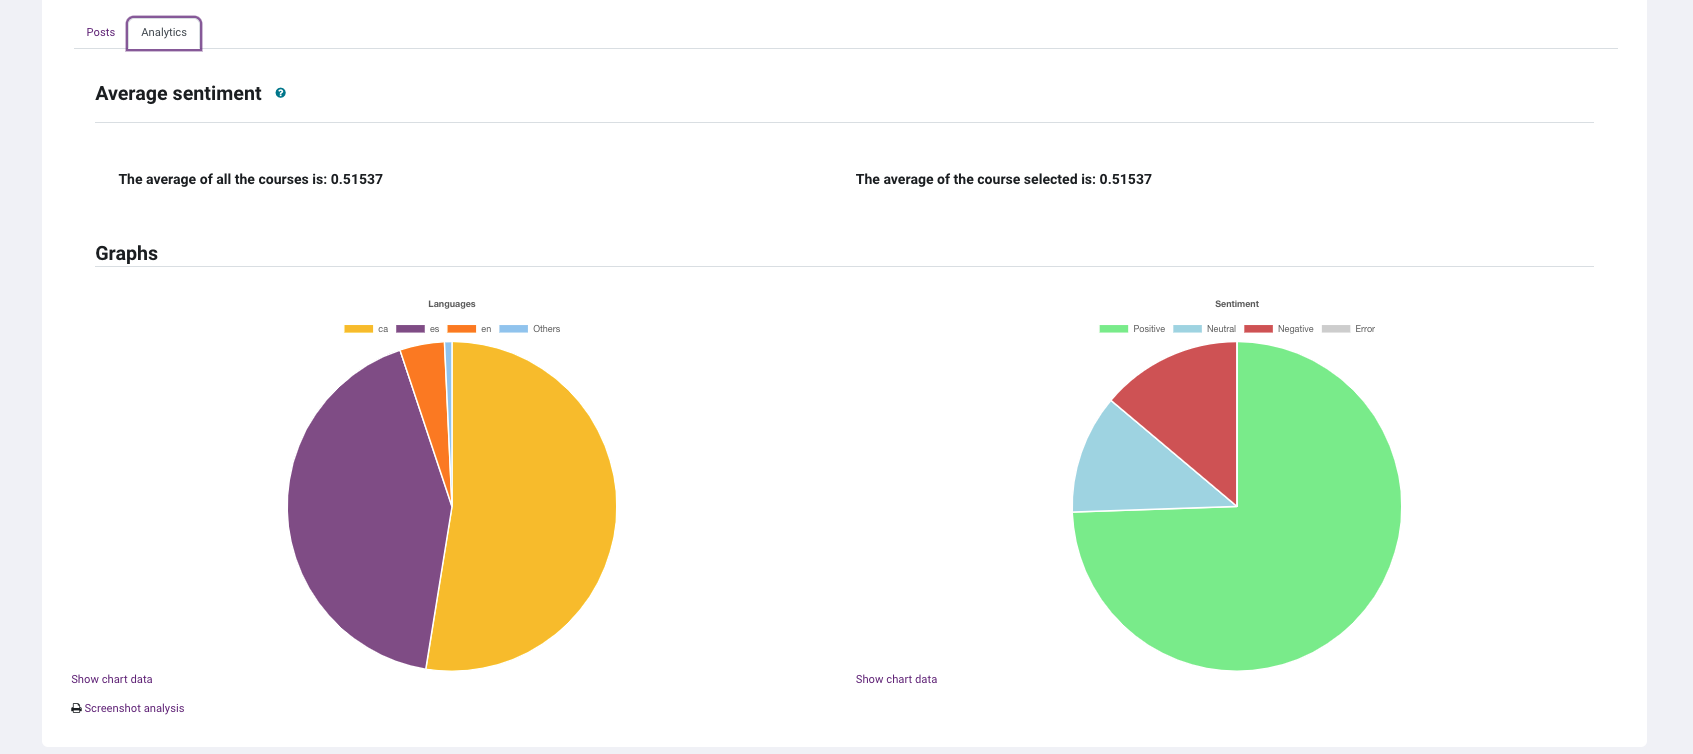 Posts
Analytics
Average sentiment ?
The average of all the courses is: 0.51537
The average of the course selected is: 0.51537
Graphs
Languages
ca es en Others
Sentiment
Positive Neutral Negative Error
Show chart data
Show chart data
Screenshot analysis